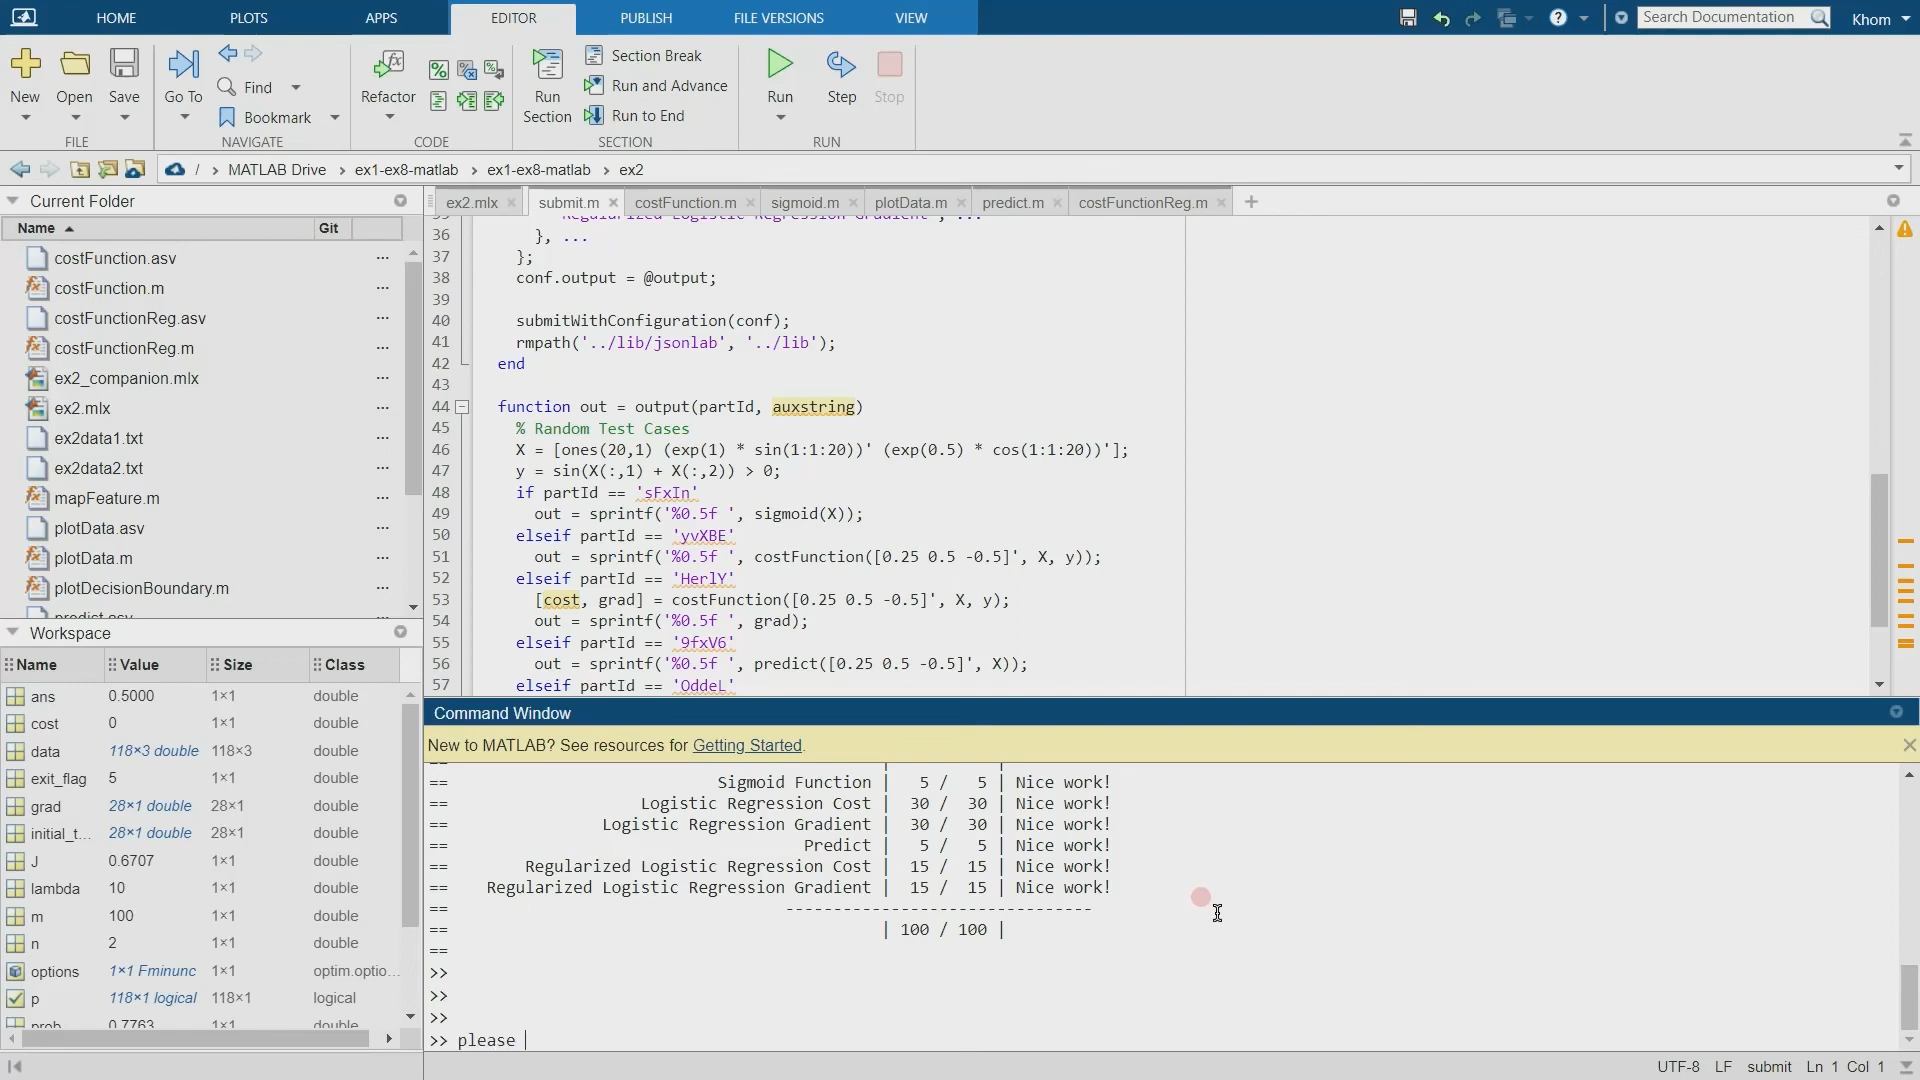 HOME PLOTS APPS EDITOR PUBLISH FILE VERSIONS VIEW Search Documentation Khom
New Open Save Go To Find Bookmark Refactor Run Section Section Break Run and Advance Run to End Run Step Stop
FILE NAVIGATE CODE SECTION RUN
/ > MATLAB Drive > ex1-ex8-matlab > ex1-ex8-matlab > ex2
Current Folder
Name Git
costFunction.asv ...
costFunction.m ...
costFunctionReg.asv ...
costFunctionReg.m ...
ex2_companion.mlx ...
ex2.mlx ...
ex2data1.txt ...
ex2data2.txt ...
mapFeature.m ...
plotData.asv ...
plotData.m ...
plotDecisionBoundary.m ...
predict.asv
Workspace
Name Value Size Class
ans 0.5000 1×1 double
cost 0 1×1 double
data 118×3 double 118×3 double
exit_flag 5 1×1 double
grad 28×1 double 28×1 double
initial_t... 28×1 double 28×1 double
J 0.6707 1×1 double
lambda 10 1×1 double
m 100 1×1 double
n 2 1×1 double
options 1×1 Fminunc 1×1 optim.optio...
p 118×1 logical 118×1 logical
prob 0.7763 1×1 double
ex2.mlx submit.m costFunction.m sigmoid.m plotData.m predict.m costFunctionReg.m
35 'Regularized Logistic Regression Gradient', ...
36 }, ...
37 };
38 conf.output = @output;
39
40 submitWithConfiguration(conf);
41 rmpath('../lib/jsonlab', '../lib');
42 end
43
44 function out = output(partId, auxstring)
45 % Random Test Cases
46 X = [ones(20,1) (exp(1) * sin(1:1:20))' (exp(0.5) * cos(1:1:20))'];
47 y = sin(X(:,1) + X(:,2)) > 0;
48 if partId == 'sFxIn'
49 out = sprintf('%0.5f ', sigmoid(X));
50 elseif partId == 'yvXBE'
51 out = sprintf('%0.5f ', costFunction([0.25 0.5 -0.5]', X, y));
52 elseif partId == 'HerlY'
53 [cost, grad] = costFunction([0.25 0.5 -0.5]', X, y);
54 out = sprintf('%0.5f ', grad);
55 elseif partId == '9fxV6'
56 out = sprintf('%0.5f ', predict([0.25 0.5 -0.5]', X));
57 elseif partId == 'OddeL'
Command Window
New to MATLAB? See resources for Getting Started.
== Sigmoid Function | 5 / 5 | Nice work!
== Logistic Regression Cost | 30 / 30 | Nice work!
== Logistic Regression Gradient | 30 / 30 | Nice work!
== Predict | 5 / 5 | Nice work!
== Regularized Logistic Regression Cost | 15 / 15 | Nice work!
== Regularized Logistic Regression Gradient | 15 / 15 | Nice work!
== --------------------------------
== | 100 / 100 |
==
>>
>>
>>
>> please
UTF-8 LF submit Ln 1 Col 1